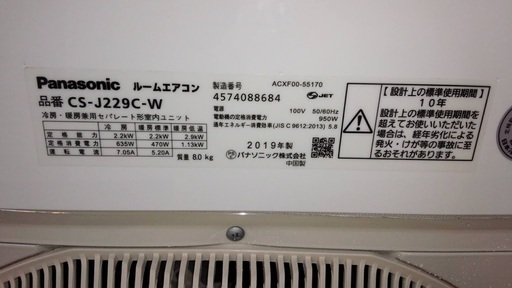 Panasonic ルームエアコン
品番 CS-J229C-W
冷房・暖房兼用セパレート形室内ユニット
冷房 暖房標準 暖房低温
定格能力 2.2kW 2.2kW 2.9kW
定格消費電力 635W 470W 1.13kW
運転電流 7.05A 5.20A
質量 8.0kg
製造番号 ACXF00-55170
4574088684 JET
電源 100V 50/60Hz
電動機の定格消費電力 950W
通年エネルギー消費効率(JIS C 9612:2013) 5.8
2019年製
パナソニック株式会社
中国製
【設計上の標準使用期間】
10年
設計上の標準使用期間を
超えてお使いいただいた
場合は、経年劣化による
発火・けが等の事故に至
るおそれがあります。